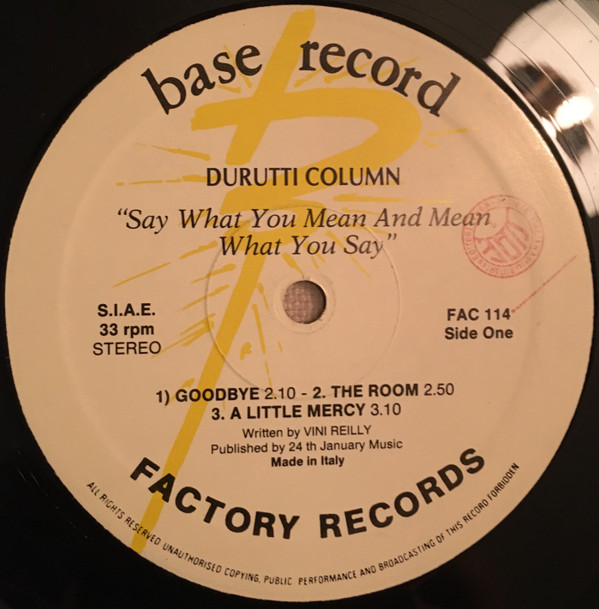 base record
DURUTTI COLUMN
"Say What You Mean And Mean
What You Say"
S.I.A.E.
33 rpm
STEREO
FAC 114
Side One
1) GOODBYE 2.10 - 2. THE ROOM 2.50
3. A LITTLE MERCY 3.10
Written by VINI REILLY
Published by 24 th January Music
Made in Italy
FACTORY RECORDS
ALL RIGHTS RESERVED UNAUTHORISED COPYING, PUBLIC PERFORMANCE AND BROADCASTING OF THIS RECORD FORBIDDEN